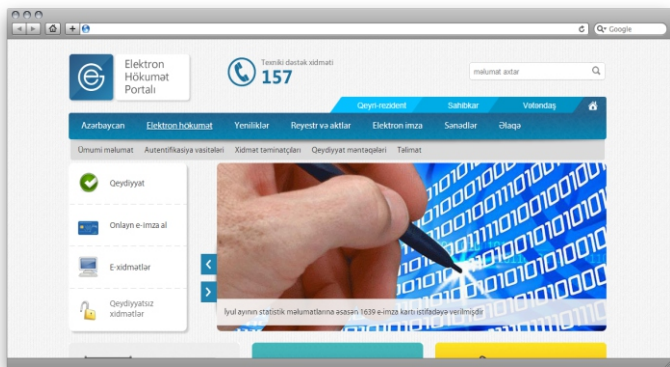 Google
Elektron
Hökumət
Portalı
Texniki dəstək xidməti
157
məlumat axtar
Qeyri-rezident Sahibkar Vətəndaş
Azərbaycan Elektron hökumət Yeniliklər Reyestr və aktlar Elektron imza Sənədlər Əlaqə
Ümumi məlumat Autentifikasiya vasitələri Xidmət təminatçıları Qeydiyyat məntəqələri Təlimat
Qeydiyyat
Onlayn e-imza al
E-xidmətlər
Qeydiyyatsız
xidmətlər
İyul ayının statistik məlumatlarına əsasən 1639 e-imza kartı istifadəyə verilmişdir